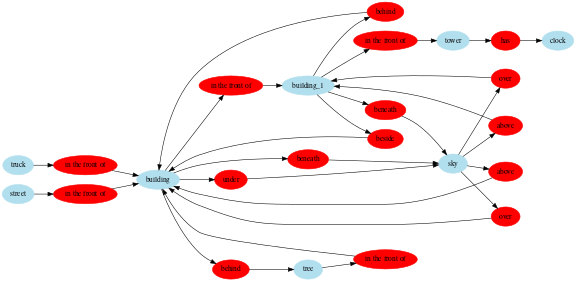 behind
in the front of
tower
has
clock
in the front of
building_1
over
beneath
above
beside
beneath
sky
truck
in the front of
building
under
above
street
in the front of
over
in the front of
behind
tree